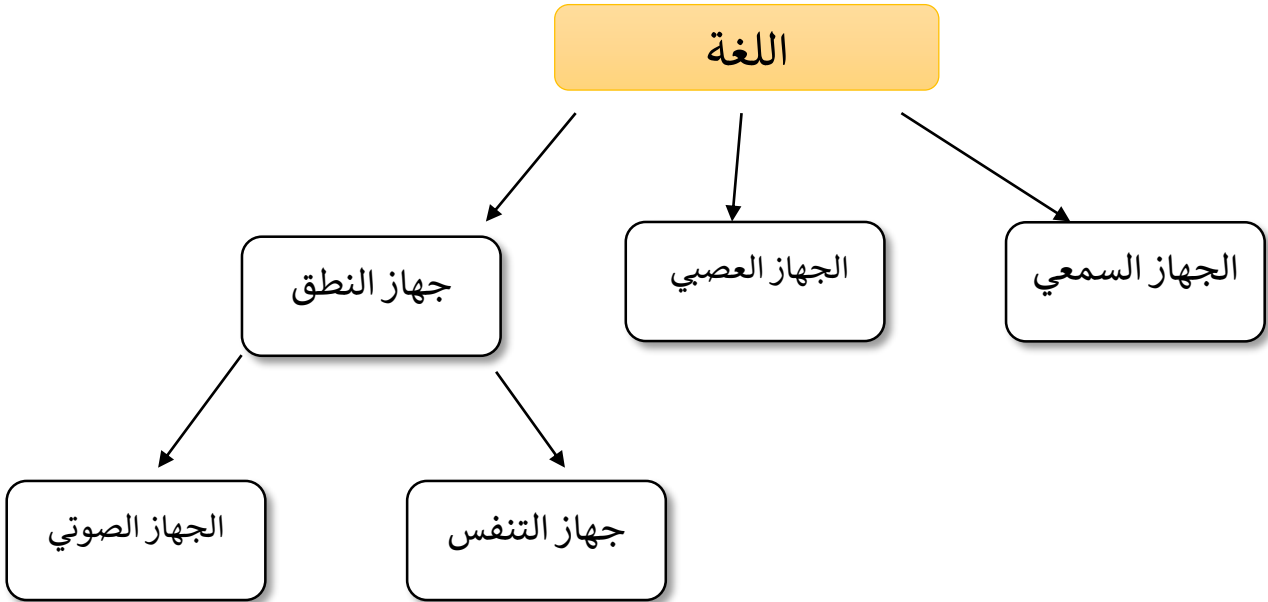 اللغة
الجهاز السمعي
الجهاز العصبي
جهاز النطق
جهاز التنفس
الجهاز الصوتي